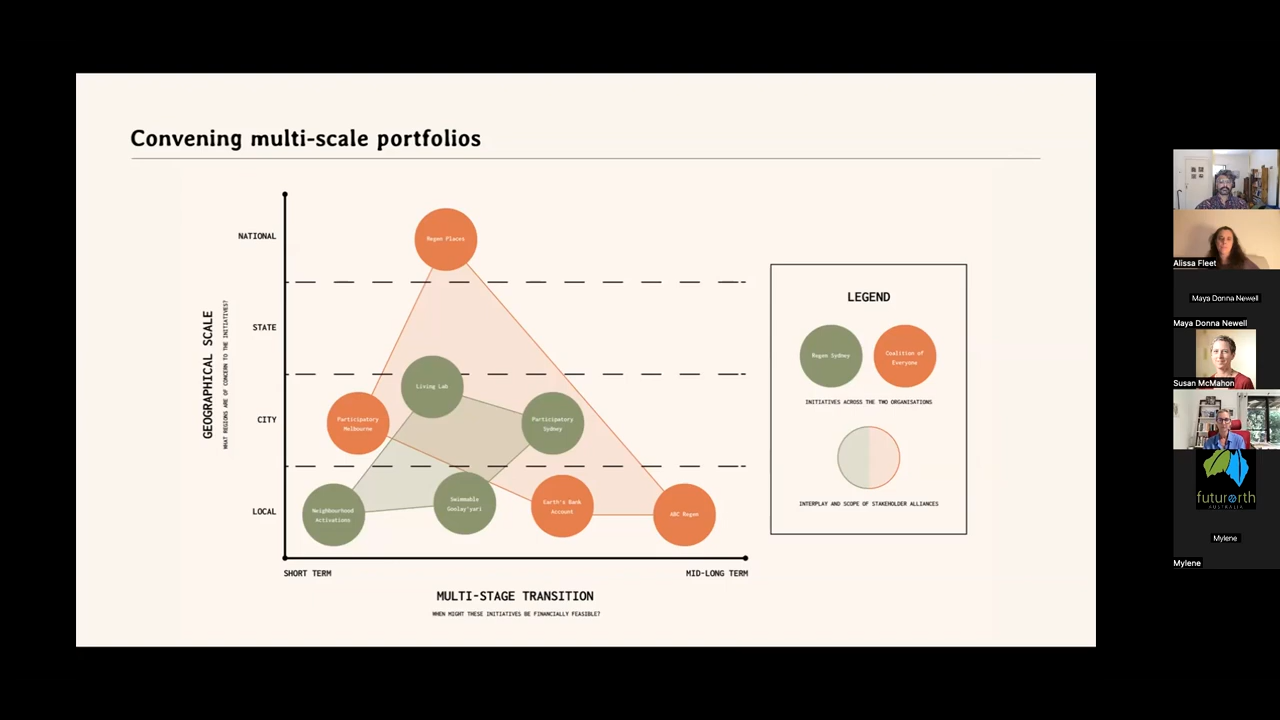 Convening multi-scale portfolios
GEOGRAPHICAL SCALE
WHAT REGIONS ARE OF CONCERN TO THE INITIATIVES?
NATIONAL
STATE
CITY
LOCAL
Regen Places
Living Lab
Participatory
Melbourne
Participatory
Sydney
Neighbourhood
Activations
Swimmable
Goolay'yari
Earth's Bank
Account
ABC Regen
SHORT TERM
MID-LONG TERM
MULTI-STAGE TRANSITION
WHEN MIGHT THESE INITIATIVES BE FINANCIALLY FEASIBLE?
LEGEND
Regen Sydney
Coalition of
Everyone
INITIATIVES ACROSS THE TWO ORGANISATIONS
INTERPLAY AND SCOPE OF STAKEHOLDER ALLIANCES
Alissa Fleet
Maya Donna Newell
Maya Donna Newell
Susan McMahon
futurearth
AUSTRALIA
Mylene
Mylene